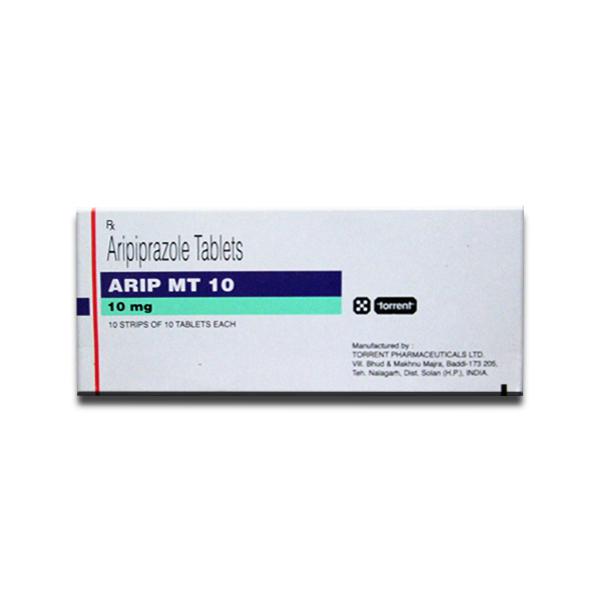 ℞
Aripiprazole Tablets
ARIP MT 10
10 mg
10 STRIPS OF 10 TABLETS EACH
torrent
Manufactured by :
TORRENT PHARMACEUTICALS LTD.
Vill. Bhud & Makhnu Majra, Baddi-173 205,
Teh. Nalagarh, Dist. Solan (H.P.), INDIA.